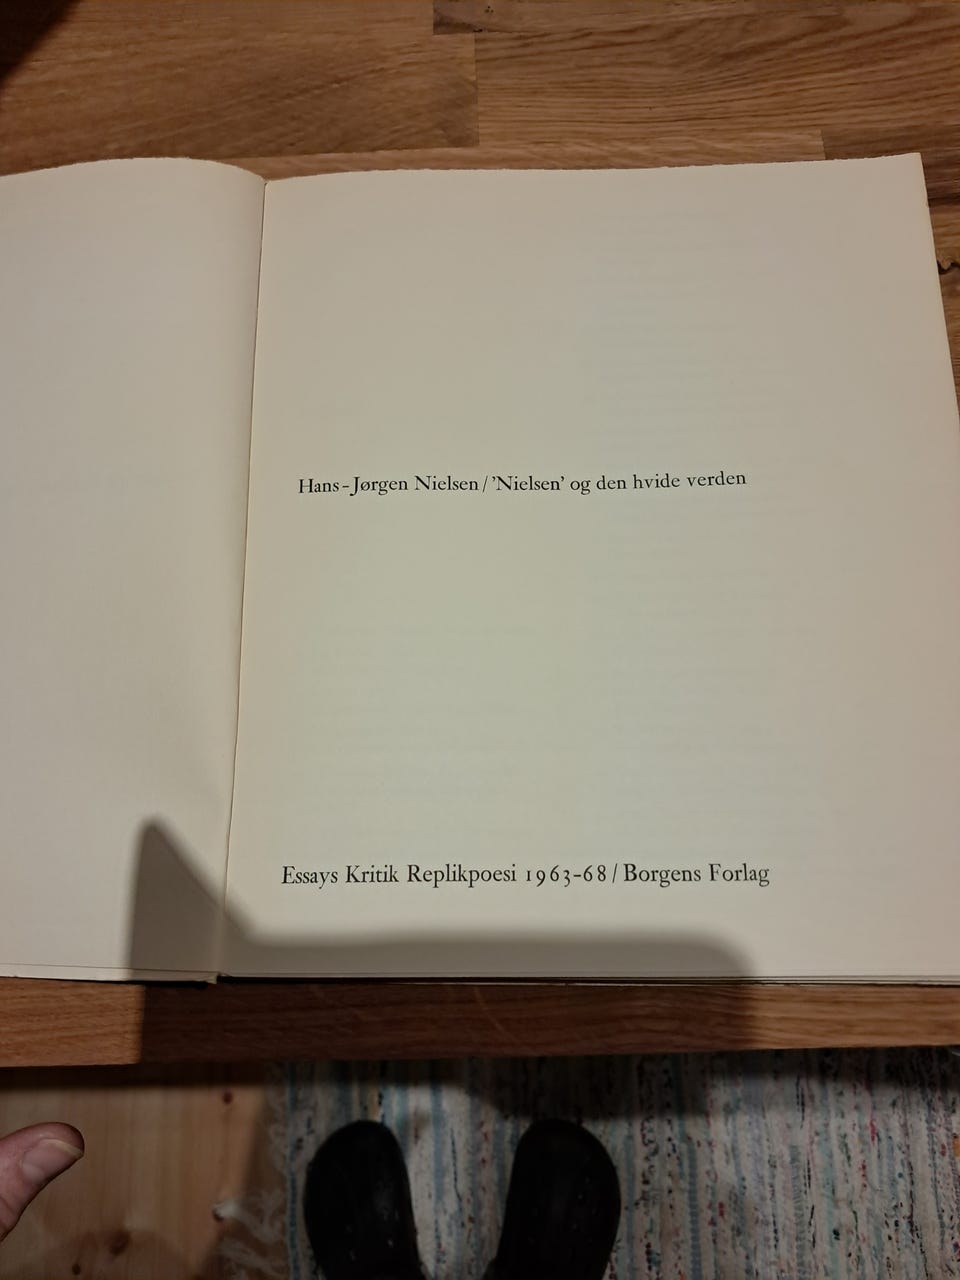 Hans-Jørgen Nielsen / 'Nielsen' og den hvide verden
Essays Kritik Replikpoesi 1963-68 / Borgens Forlag